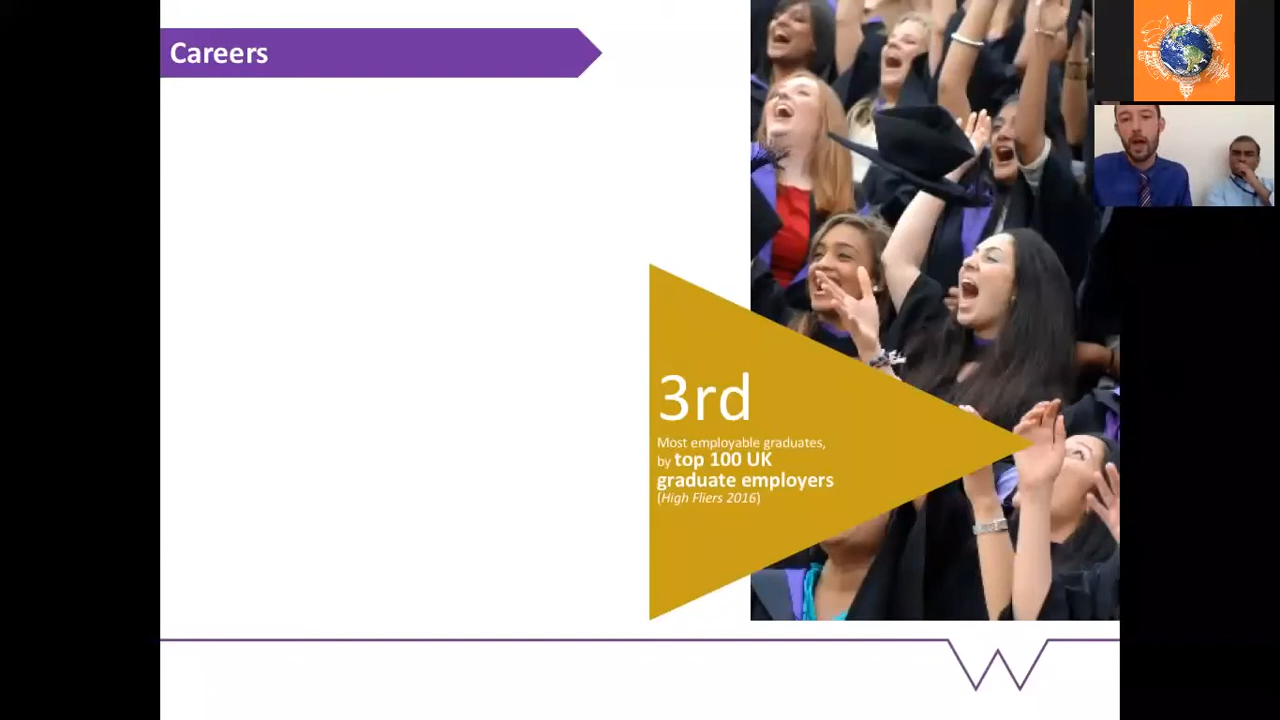 Careers
3rd
Most employable graduates,
by top 100 UK
graduate employers
(High Fliers 2016)